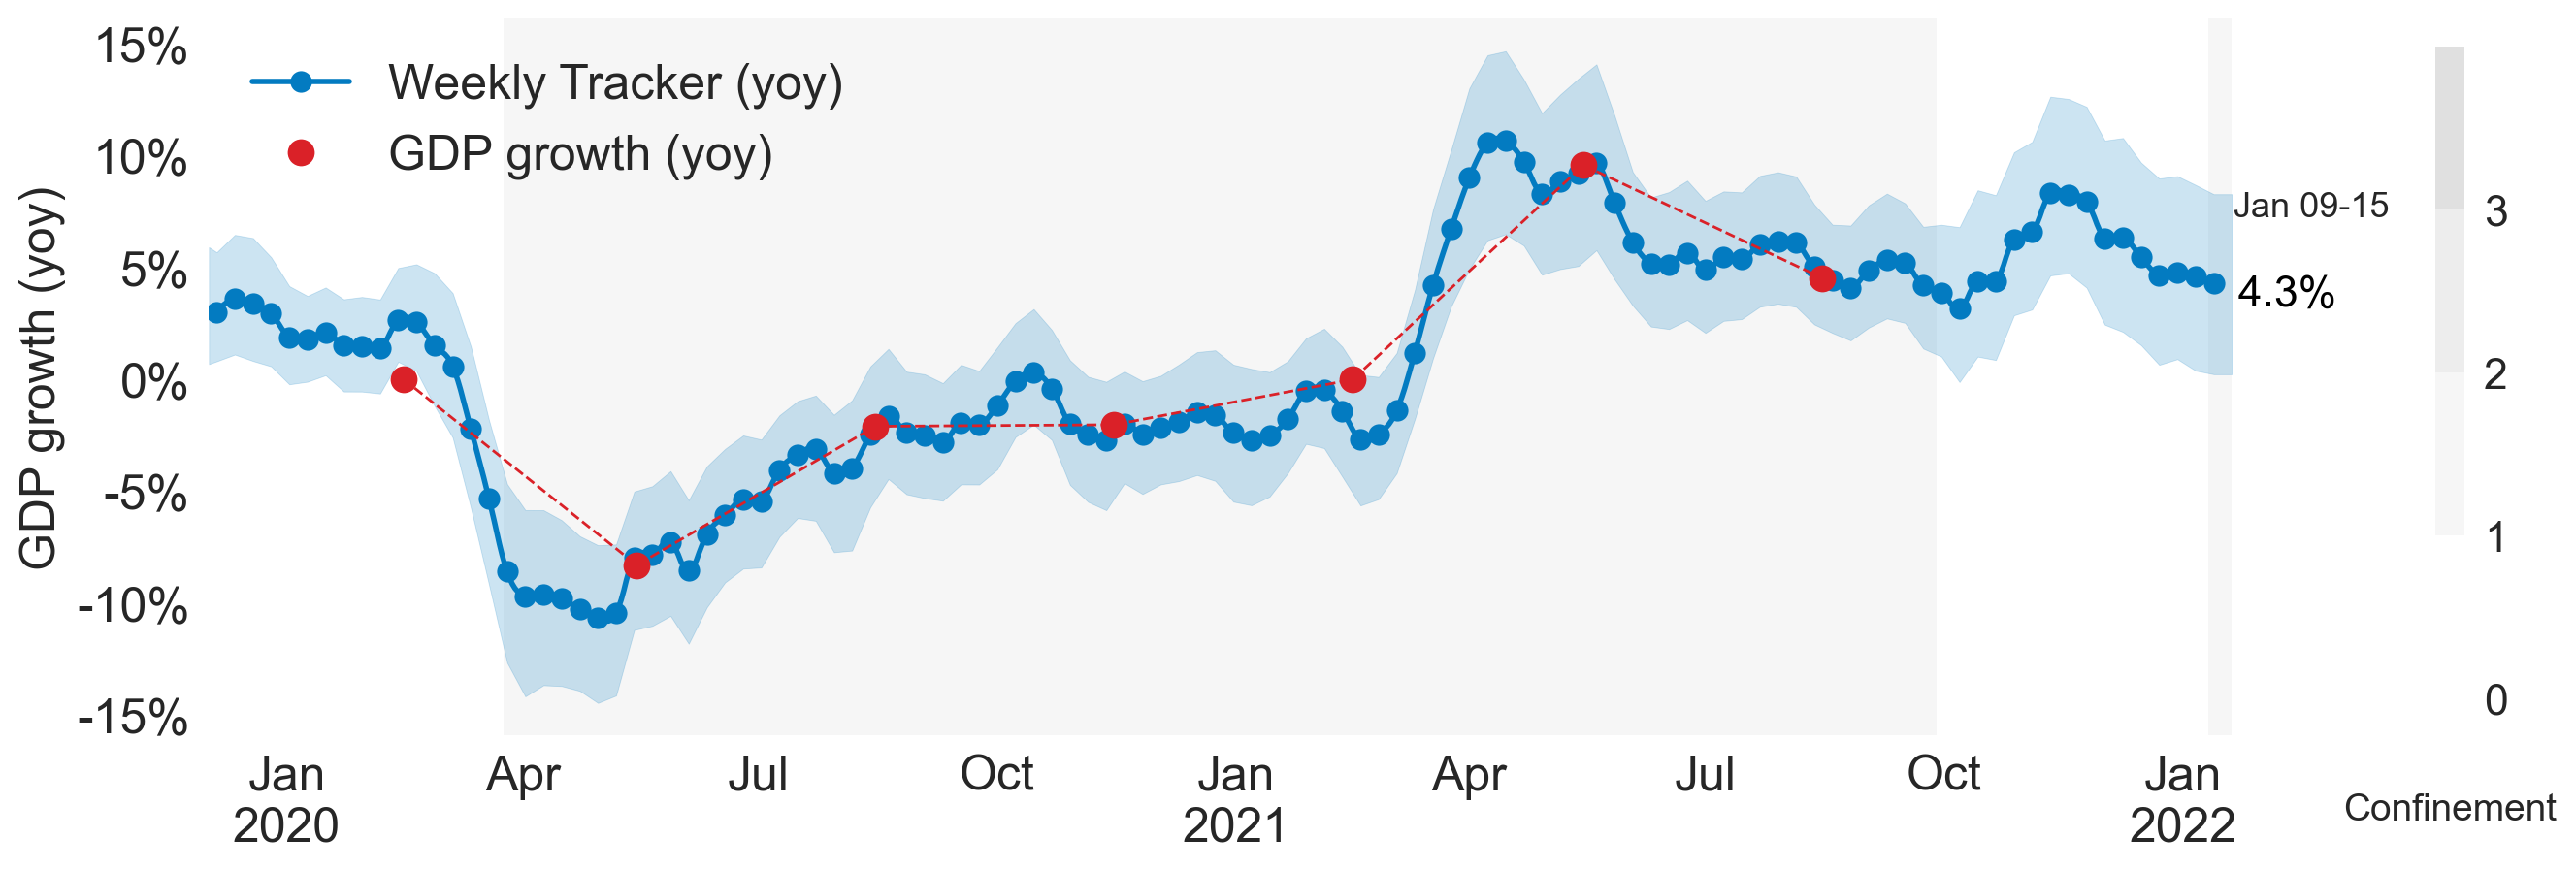 15%
10%
5%
0%
-5%
-10%
-15%
GDP growth (yoy)
Weekly Tracker (yoy)
GDP growth (yoy)
Jan 09-15
4.3%
3
2
1
0
Confinement
Jan Apr Jul Oct Jan Apr Jul Oct Jan
2020 2021 2022